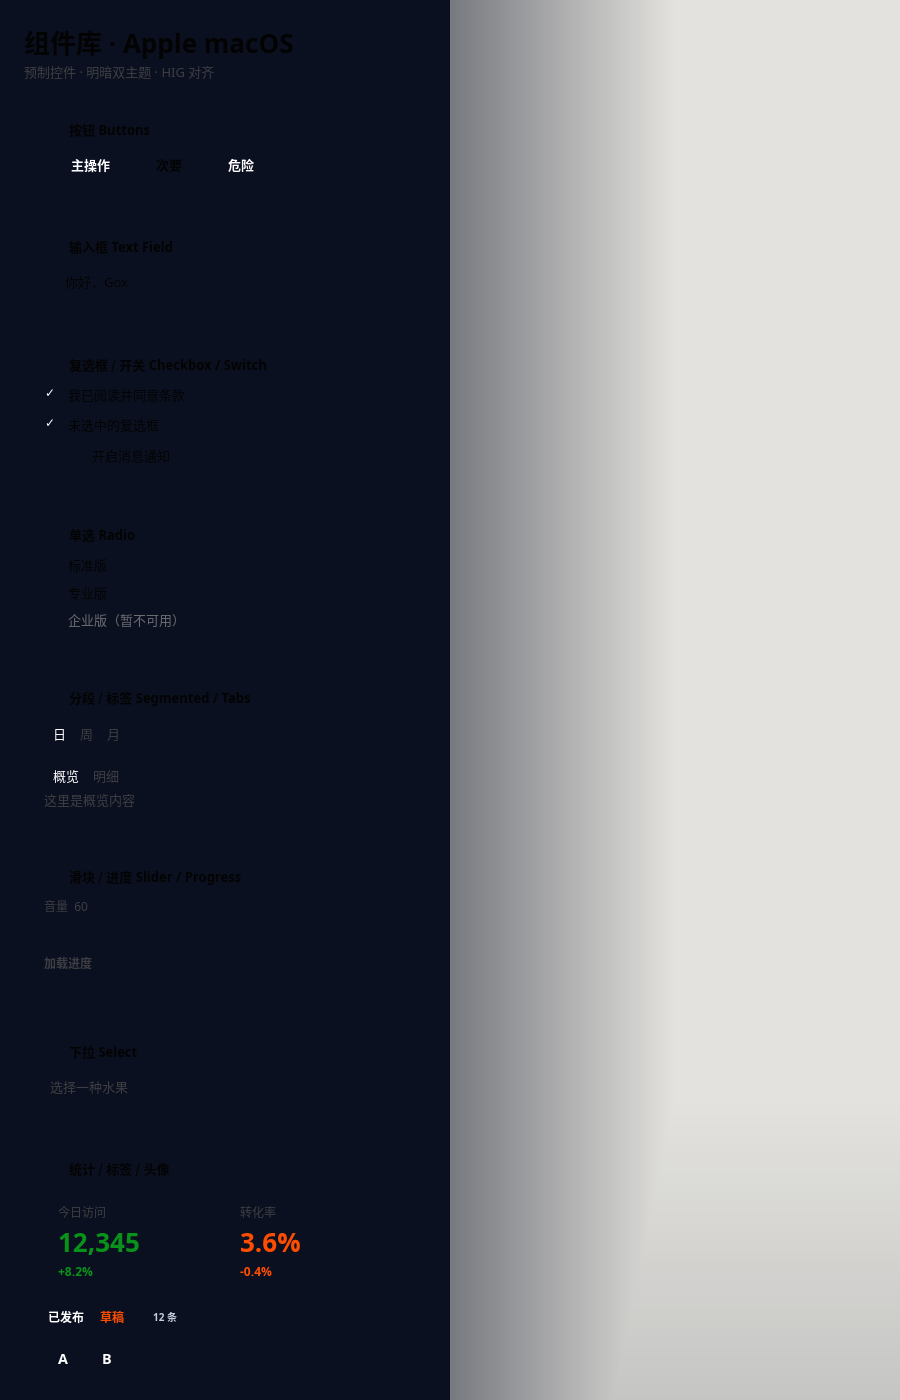 组件库 · Apple macOS
预制控件 · 明暗双主题 · HIG 对齐
按钮 Buttons
主操作 次要 危险
输入框 Text Field
你好，Gox
复选框 / 开关 Checkbox / Switch
✓ 我已阅读并同意条款
✓ 未选中的复选框
开启消息通知
单选 Radio
标准版
专业版
企业版（暂不可用）
分段 / 标签 Segmented / Tabs
日 周 月
概览 明细
这里是概览内容
滑块 / 进度 Slider / Progress
音量 60
加载进度
下拉 Select
选择一种水果
统计 / 标签 / 头像
今日访问 转化率
12,345 3.6%
+8.2% -0.4%
已发布 草稿 12 条
A B